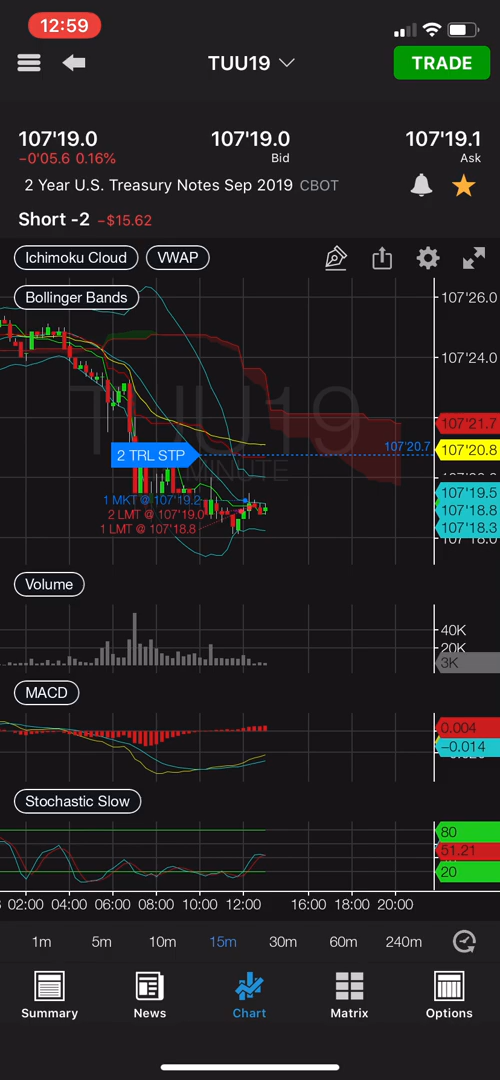 12:59
TUU19
TRADE
107'19.0 107'19.0 107'19.1
−0'05.6 0.16% Bid Ask
2 Year U.S. Treasury Notes Sep 2019 CBOT
Short -2 −$15.62
Ichimoku Cloud VWAP
Bollinger Bands
107'26.0
107'24.0
TUU19
107'21.7
107'20.7
107'20.8
2 TRL STP
MINUTE
107'19.5
1 MKT @ 107'19.2
107'18.8
2 LMT @ 107'19.0
107'18.3
1 LMT @ 107'18.8
Volume
40K
20K
3K
MACD
0.004
−0.014
Stochastic Slow
80
51.21
20
02:00 04:00 06:00 08:00 10:00 12:00 16:00 18:00 20:00
1m 5m 10m 15m 30m 60m 240m
Summary News Chart Matrix Options